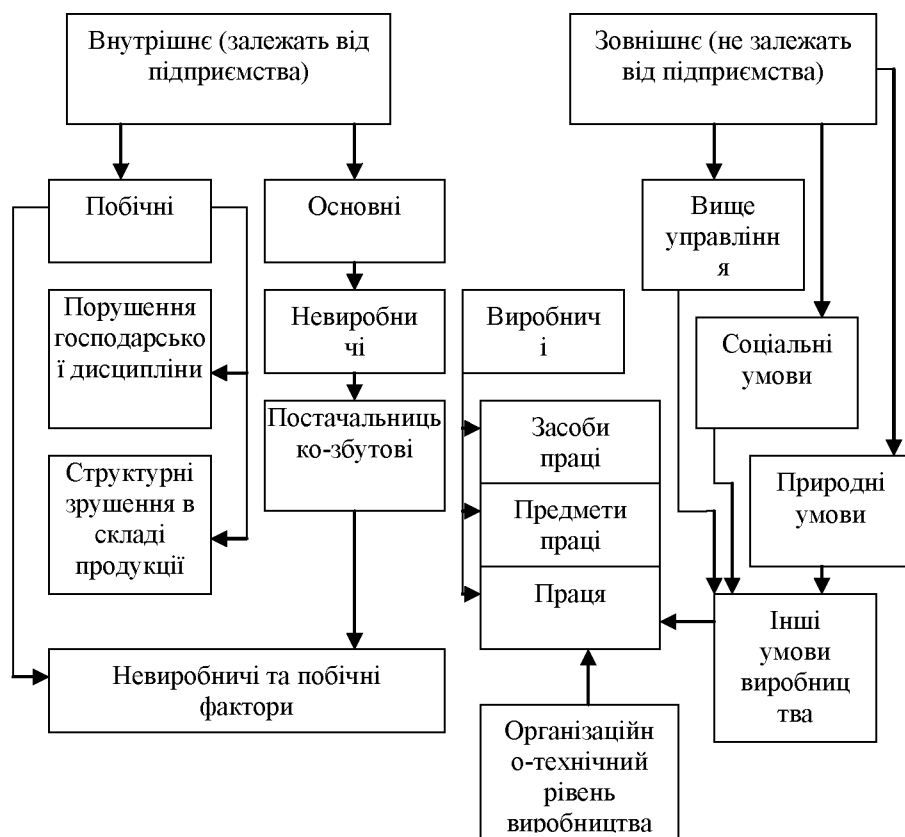 Внутрішнє (залежать від
підприємства)
Зовнішнє (не залежать
від підприємства)
Побічні
Основні
Вище
управлінн
я
Порушення
господарсько
ї дисципліни
Невиробни
чі
Виробнич
і
Соціальні
умови
Постачальниць
ко-збутові
Засоби
праці
Структурні
зрушення в
складі
продукції
Предмети
праці
Природні
умови
Праця
Інші
умови
виробниц
тва
Невиробничі та побічні
фактори
Організаційн
о-технічний
рівень
виробництва